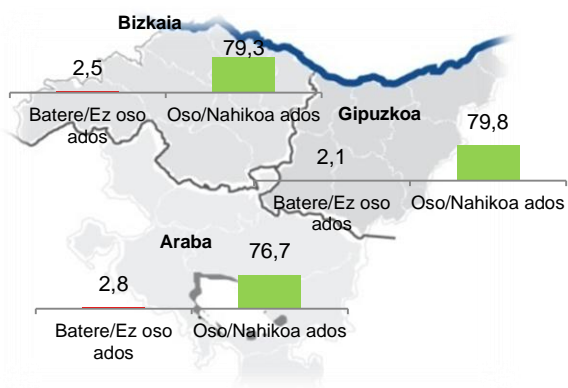 Bizkaia
79,3
2,5
Batere/Ez oso
ados
Oso/Nahikoa ados
Gipuzkoa
79,8
2,1
Batere/Ez oso
ados
Oso/Nahikoa ados
Araba
76,7
2,8
Batere/Ez oso
ados
Oso/Nahikoa ados